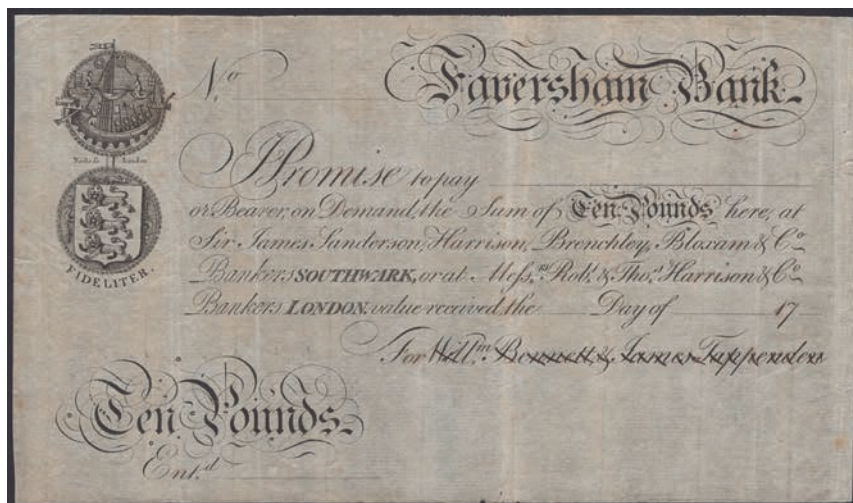 No.
Faversham Bank
I Promise to pay
or Bearer, on Demand, the Sum of Ten Pounds here, at
Sir James Sanderson, Harrison, Brenchley, Bloxam & Co.
Bankers SOUTHWARK, or at Messrs. Robt. & Thos. Harrison & Co.
Bankers LONDON, value received the Day of 17
For Willm. Bennett, & James Tappenden
FIDELITER.
Ten Pounds
Entd.